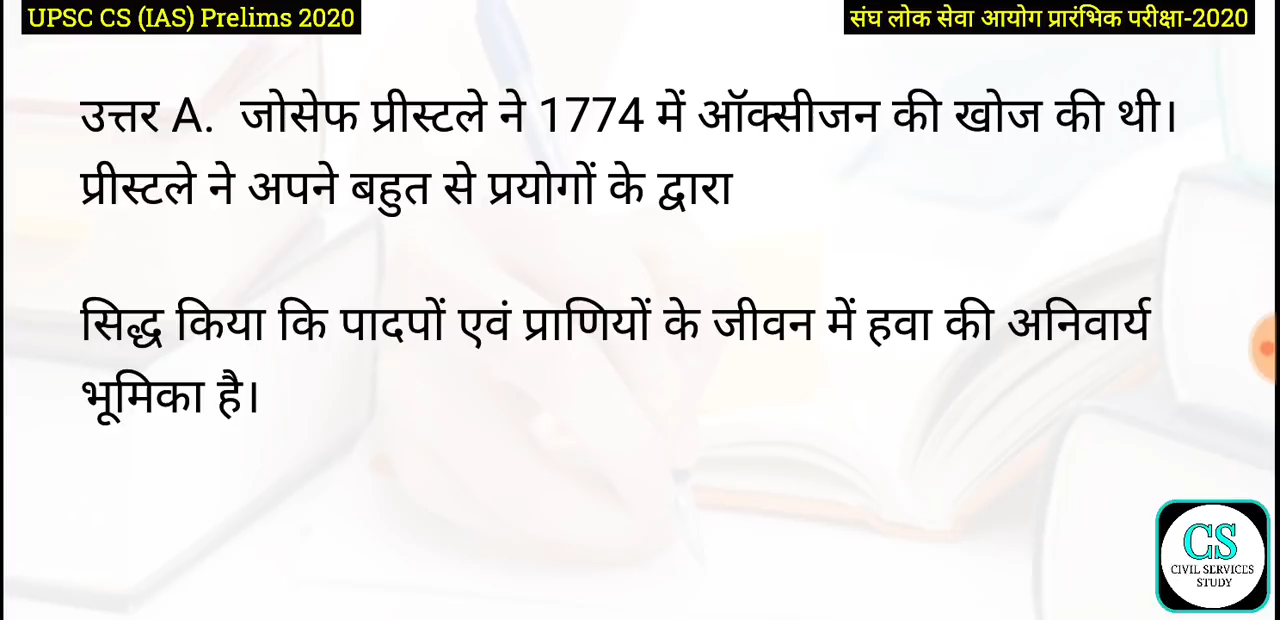 UPSC CS (IAS) Prelims 2020
संघ लोक सेवा आयोग प्रारंभिक परीक्षा-2020
उत्तर A. जोसेफ प्रीस्टले ने 1774 में ऑक्सीजन की खोज की थी।
प्रीस्टले ने अपने बहुत से प्रयोगों के द्वारा
सिद्ध किया कि पादपों एवं प्राणियों के जीवन में हवा की अनिवार्य
भूमिका है।
CS
CIVIL SERVICES
STUDY